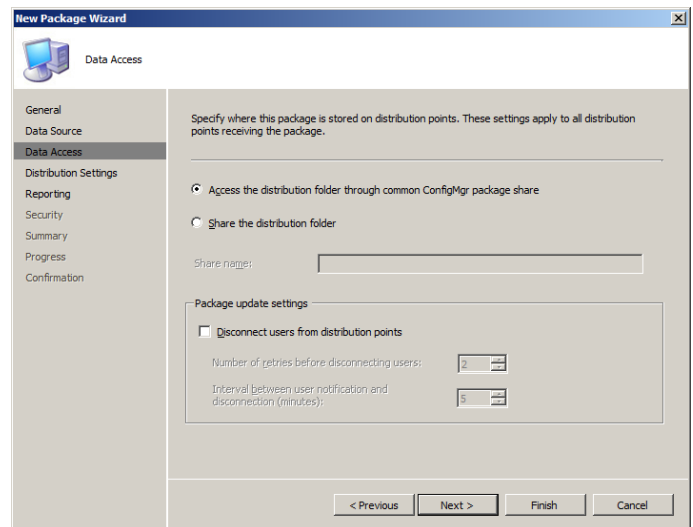 New Package Wizard
Data Access
General
Data Source
Data Access
Distribution Settings
Reporting
Security
Summary
Progress
Confirmation
Specify where this package is stored on distribution points. These settings apply to all distribution
points receiving the package.
Access the distribution folder through common ConfigMgr package share
Share the distribution folder
Share name:
Package update settings
Disconnect users from distribution points
Number of retries before disconnecting users:
2
Interval between user notification and
disconnection (minutes):
5
< Previous
Next >
Finish
Cancel